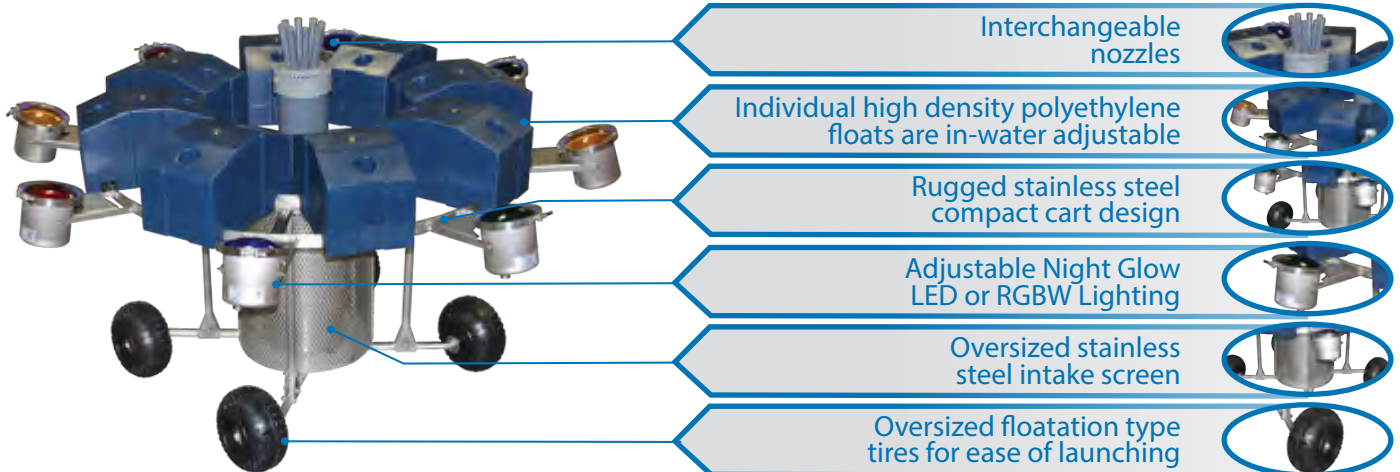 Interchangeable
nozzles
Individual high density polyethylene
floats are in-water adjustable
Rugged stainless steel
compact cart design
Adjustable Night Glow
LED or RGBW Lighting
Oversized stainless
steel intake screen
Oversized floatation type
tires for ease of launching